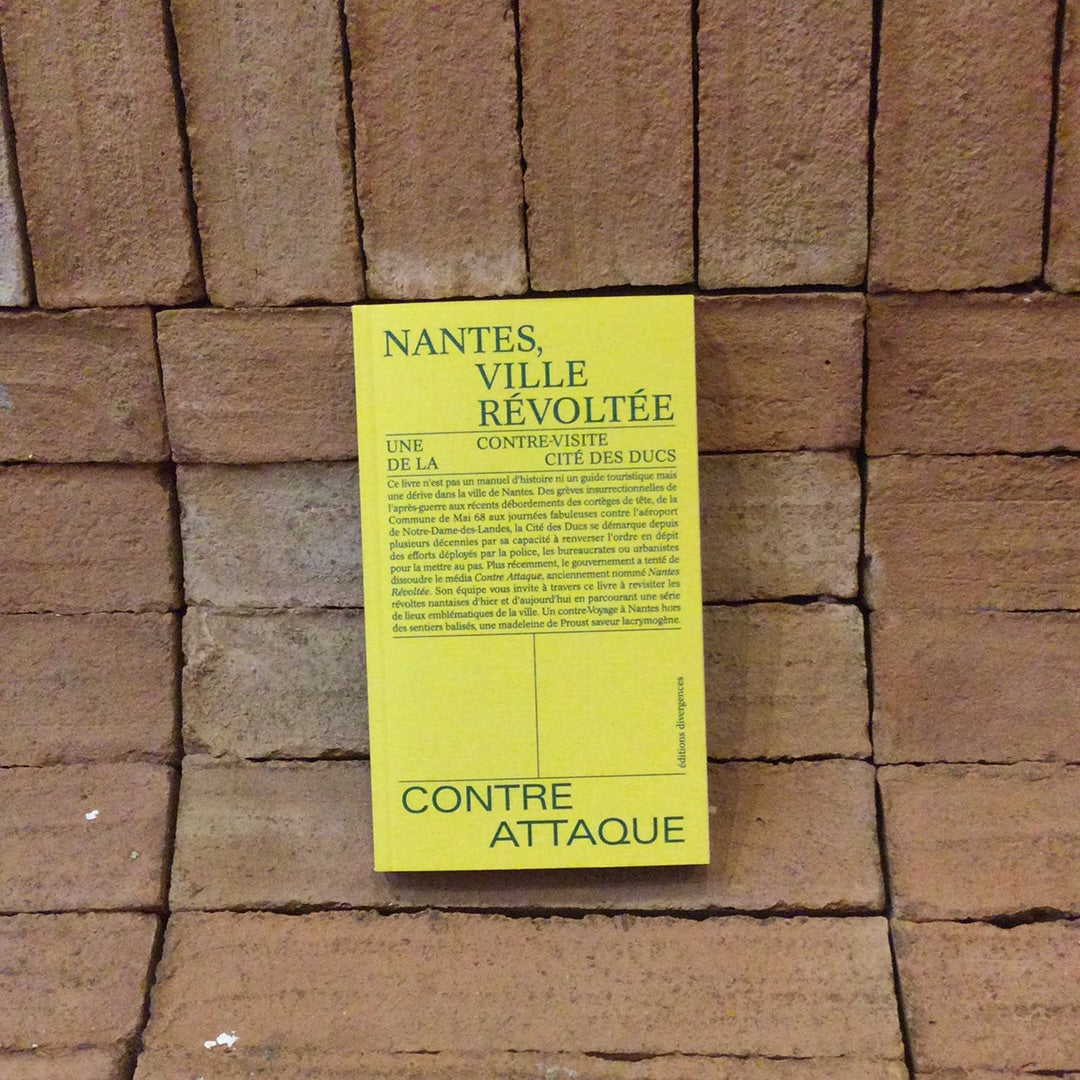 NANTES,
VILLE
RÉVOLTÉE
UNE CONTRE-VISITE
DE LA CITÉ DES DUCS
Ce livre n'est pas un manuel d'histoire ni un guide touristique mais
une dérive dans la ville de Nantes. Des grèves insurrectionnelles de
l'après-guerre aux récents débordements des cortèges de tête, de la
Commune de Mai 68 aux journées fabuleuses contre l'aéroport
de Notre-Dame-des-Landes, la Cité des Ducs se démarque depuis
plusieurs décennies par sa capacité à renverser l'ordre en dépit
des efforts déployés par la police, les bureaucrates ou urbanistes
pour la mettre au pas. Plus récemment, le gouvernement a tenté de
dissoudre le média Contre Attaque, anciennement nommé Nantes
Révoltée. Son équipe vous invite à travers ce livre à revisiter les
révoltes nantaises d'hier et d'aujourd'hui en parcourant une série
de lieux emblématiques de la ville. Un contre-Voyage à Nantes hors
des sentiers balisés, une madeleine de Proust saveur lacrymogène.
éditions divergences
CONTRE
ATTAQUE